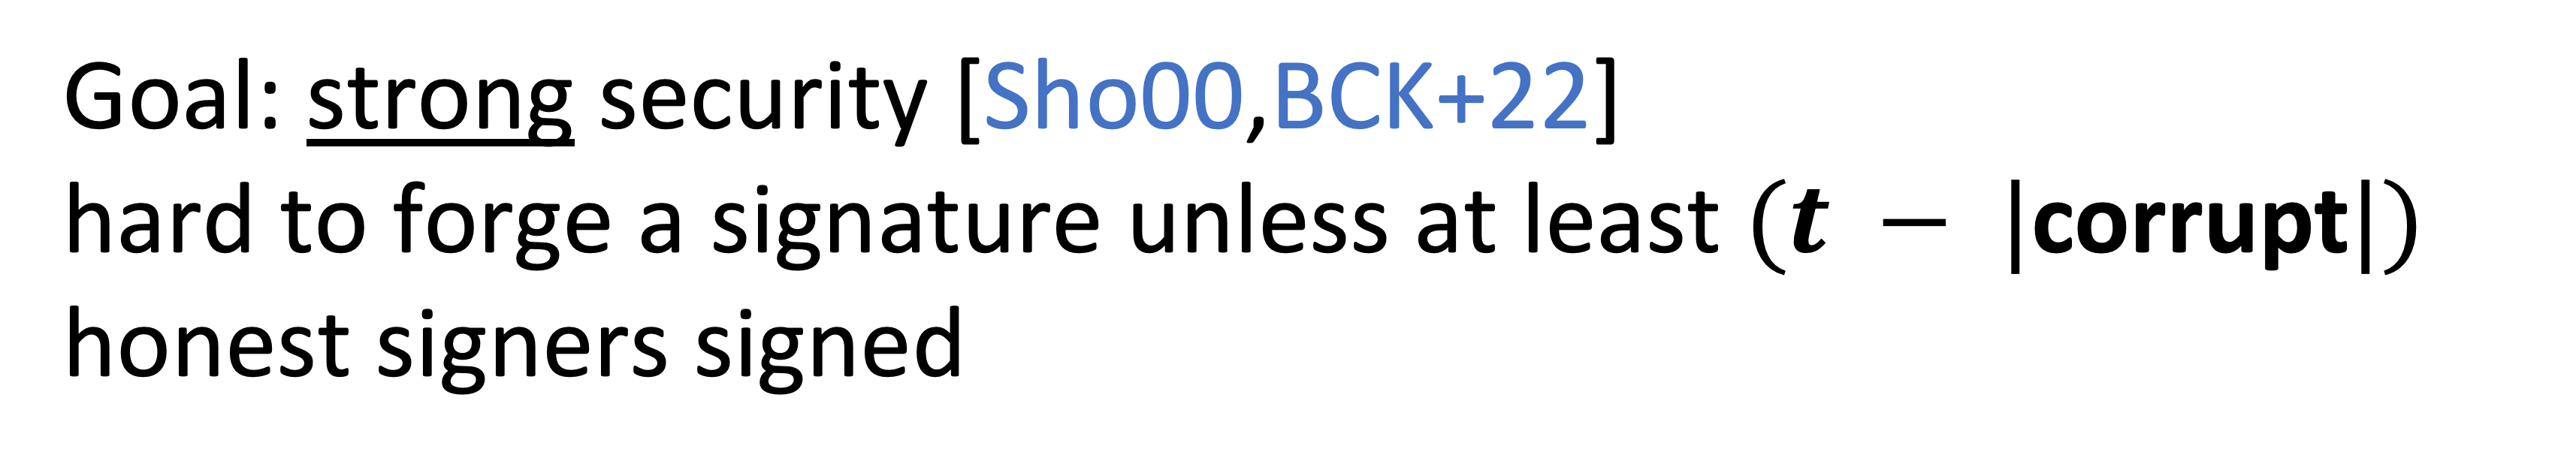 Goal: strong security [Sho00,BCK+22]
hard to forge a signature unless at least (t − |corrupt|)
honest signers signed